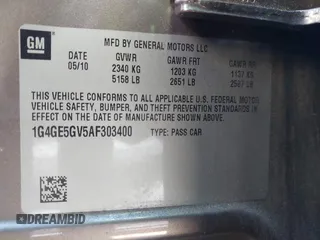 GM
MFD BY GENERAL MOTORS LLC
DATE GVWR GAWR FRT GAWR RR
05/10 2340 KG 1203 KG 1137 KG
5158 LB 2651 LB LB
THIS VEHICLE CONFORMS TO ALL APPLICABLE U.S. FEDERAL MOTOR VEHICLE
SAFETY, BUMPER, AND THEFT PREVENTION STANDARDS IN
EFFECT ON THE DATE OF MANUFACTURE SHOWN ABOVE.
1G4GE5GV5AF303400 TYPE: PASS CAR
DREAMBID